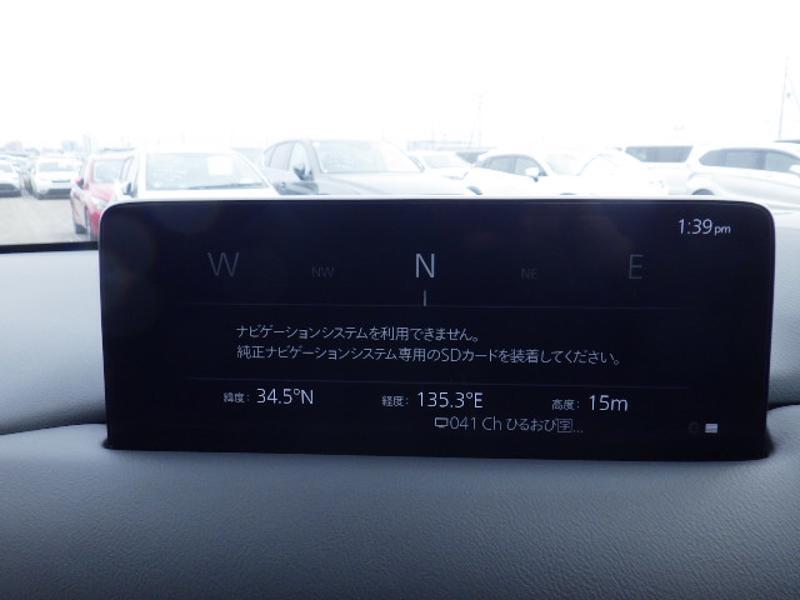 1:39pm
W NW N NE E
ナビゲーションシステムを利用できません。
純正ナビゲーションシステム専用のSDカードを装着してください。
緯度: 34.5°N 経度: 135.3°E 高度: 15m
041 Ch ひるおび字...